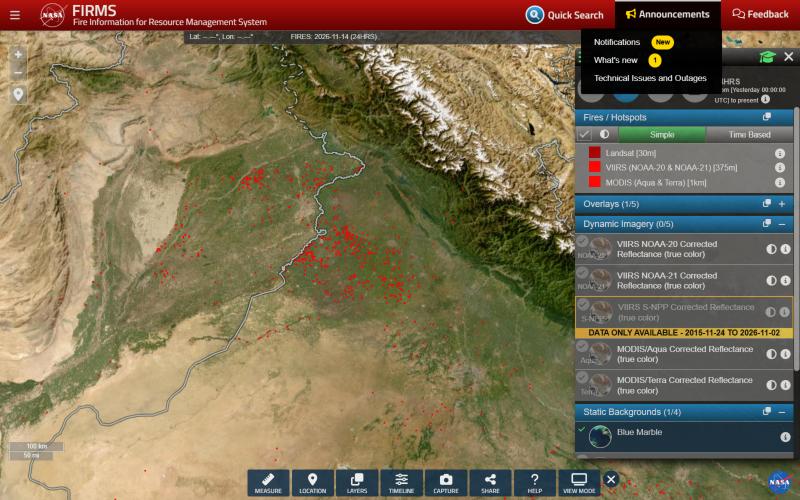 NASA
FIRMS
Fire Information for Resource Management System
Quick Search
Announcements
Feedback
Lat: --.--°, Lon: --.--°
FIRES: 2026-11-14 (24HRS)
Notifications New
What's new 1
Technical Issues and Outages
[Yesterday 00:00:00
UTC] to present
Fires / Hotspots
Simple
Time Based
Landsat [30m]
VIIRS (NOAA-20 & NOAA-21) [375m]
MODIS (Aqua & Terra) [1km]
Overlays (1/5)
Dynamic Imagery (0/5)
VIIRS NOAA-20 Corrected
Reflectance (true color)
VIIRS NOAA-21 Corrected
Reflectance (true color)
VIIRS S-NPP Corrected Reflectance
(true color)
DATA ONLY AVAILABLE - 2015-11-24 TO 2026-11-02
Aqua
MODIS/Aqua Corrected Reflectance
(true color)
Terra
MODIS/Terra Corrected Reflectance
(true color)
Static Backgrounds (1/4)
Blue Marble
100 km
50 mi
MEASURE
LOCATION
LAYERS
TIMELINE
CAPTURE
SHARE
HELP
VIEW MODE
NASA